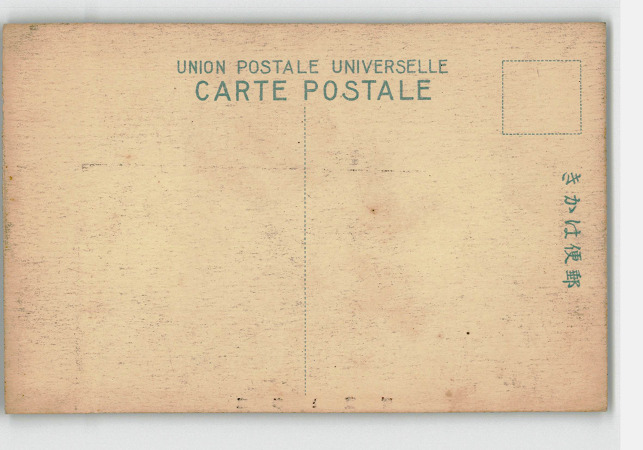 UNION POSTALE UNIVERSELLE
CARTE POSTALE
きかは便郵